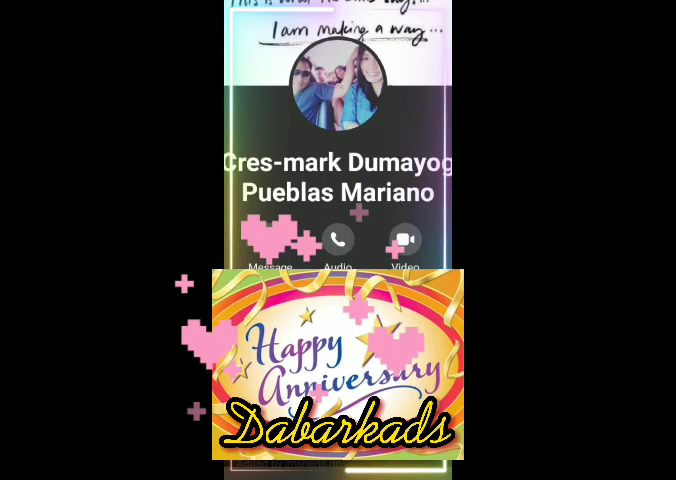 I am making a way...
Cres-mark Dumayog
Pueblas Mariano
Message Audio Video
Happy
Anniversary
Dabarkads